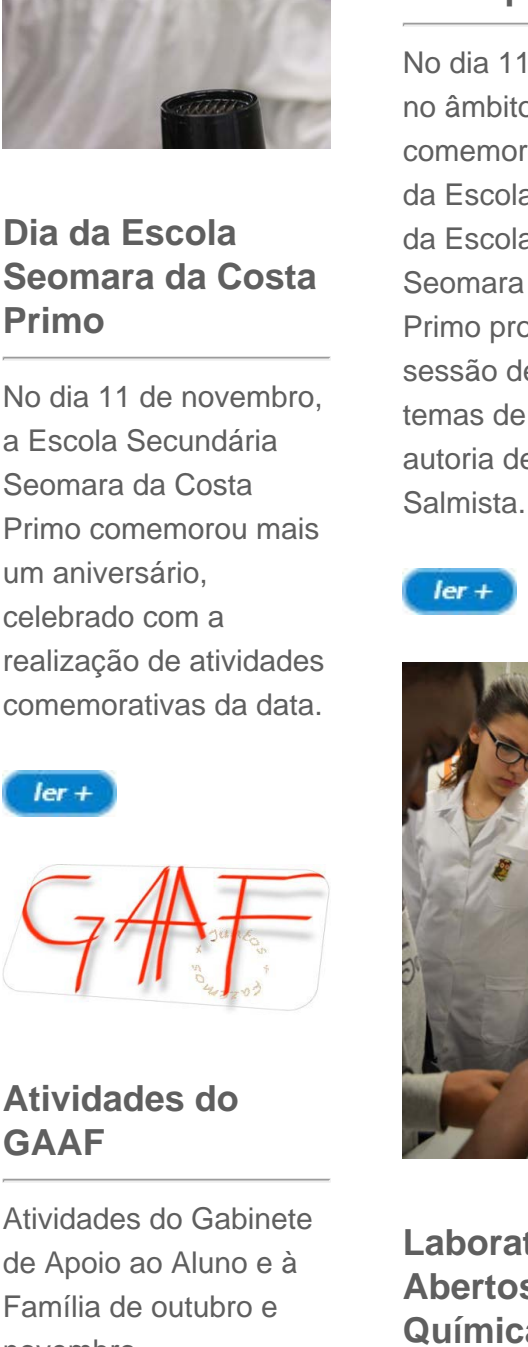 Dia da Escola
Seomara da Costa
Primo
No dia 11 de novembro,
a Escola Secundária
Seomara da Costa
Primo comemorou mais
um aniversário,
celebrado com a
realização de atividades
comemorativas da data.
ler +
GAAF
Juntos
+
Fazemos
+
Atividades do
GAAF
Atividades do Gabinete
de Apoio ao Aluno e à
Família de outubro e
No dia 11
no âmbito
comemor
da Escola
da Escola
Seomara
Primo pro
sessão de
temas de
autoria de
Salmista.
ler +
Laborat
Abertos
Química